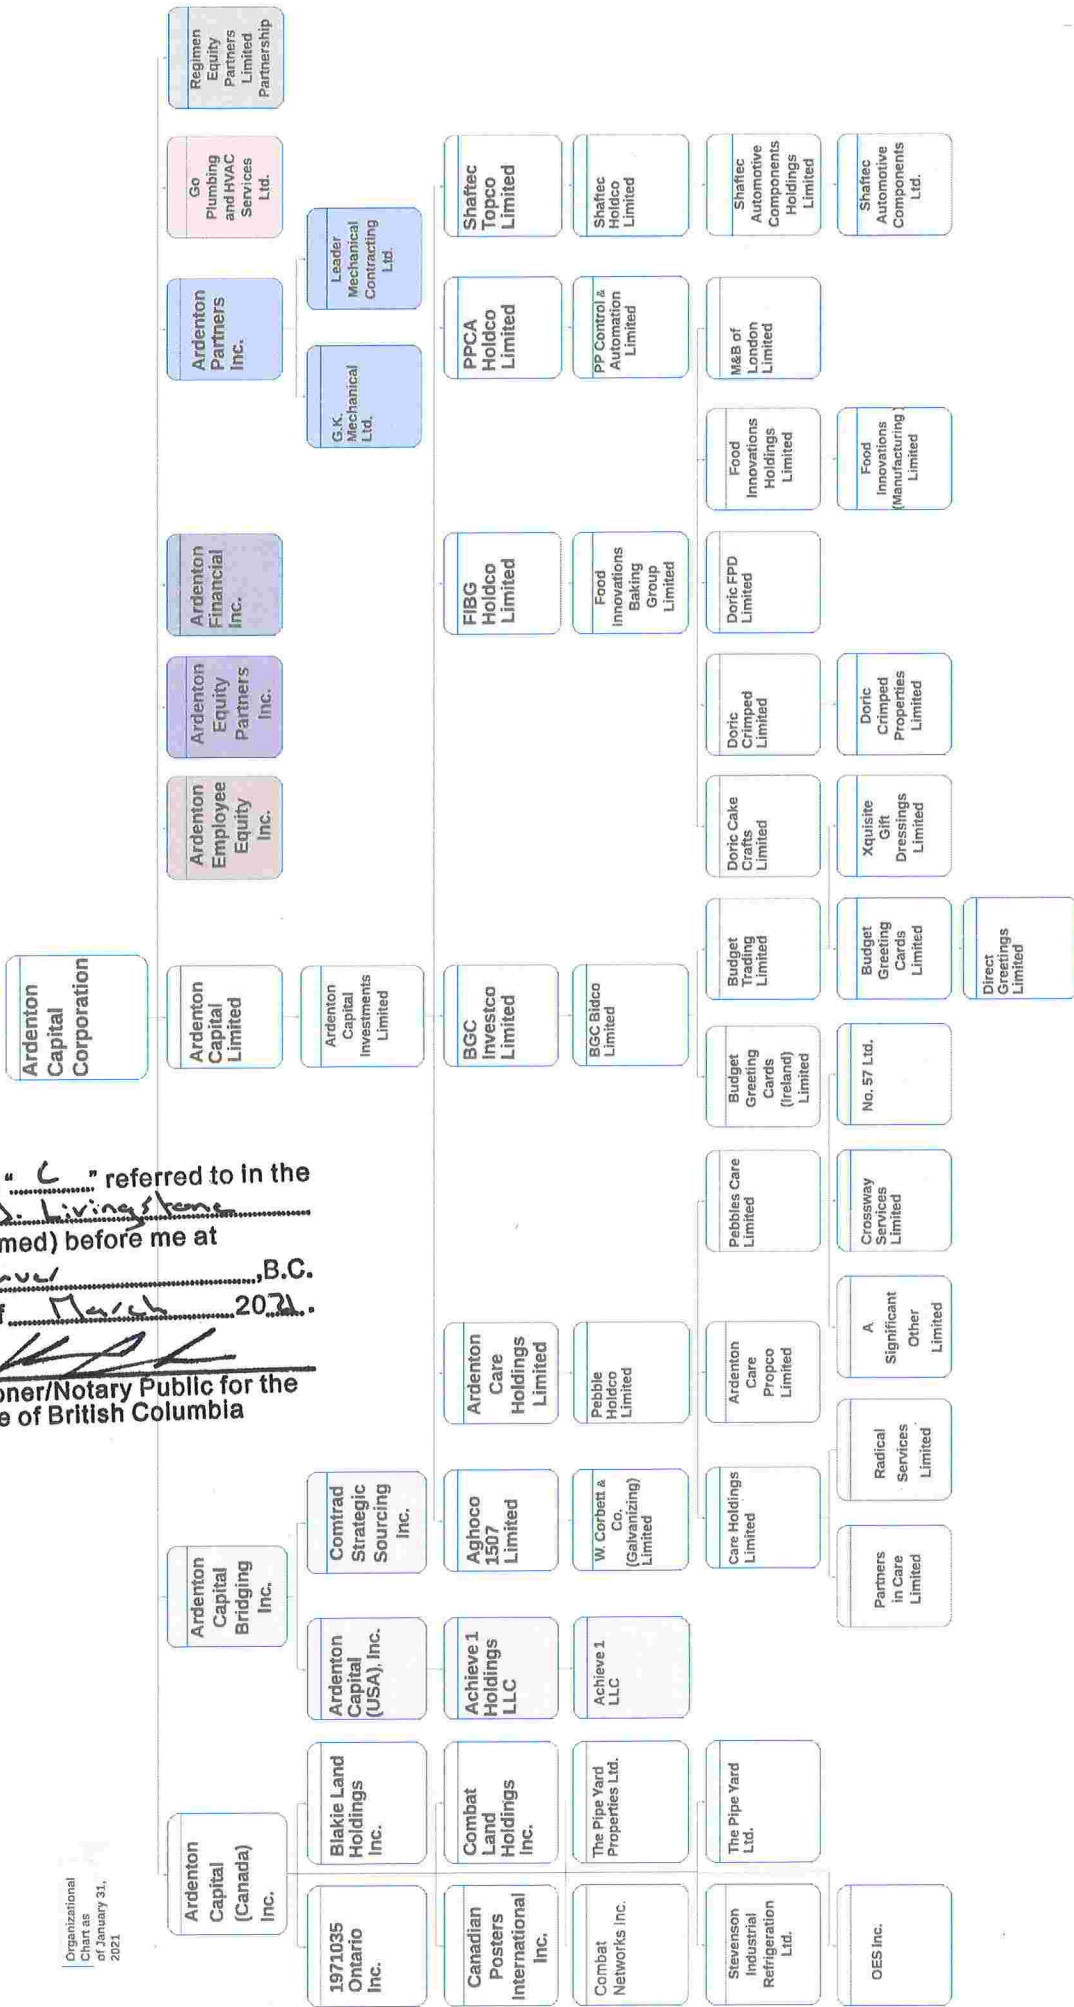 Organizational
Chart as
of January 31,
2021
" C " referred to in the
D. Livingstone
med) before me at
,B.C.
March 2021.
oner/Notary Public for the
e of British Columbia
Ardenton
Capital
Corporation
Ardenton
Capital
(Canada)
Inc.
Ardenton
Capital
Bridging
Inc.
Ardenton
Capital
Limited
Ardenton
Employee
Equity
Inc.
Ardenton
Equity
Partners
Inc.
Ardenton
Financial
Inc.
Ardenton
Partners
Inc.
Go
Plumbing
and HVAC
Services
Ltd.
Regimen
Equity
Partners
Limited
Partnership
1971035
Ontario
Inc.
Blakie Land
Holdings
Inc.
Ardenton
Capital
(USA), Inc.
Comtrad
Strategic
Sourcing
Inc.
Ardenton
Capital
Investments
Limited
G.K.
Mechanical
Ltd.
Leader
Mechanical
Contracting
Ltd.
Canadian
Posters
International
Inc.
Combat
Land
Holdings
Inc.
Achieve 1
Holdings
LLC
Aghoco
1507
Limited
Ardenton
Care
Holdings
Limited
BGC
Investco
Limited
FIBG
Holdco
Limited
PPCA
Holdco
Limited
Shaftec
Topco
Limited
Combat
Networks Inc.
The Pipe Yard
Properties Ltd.
Achieve 1
LLC
W. Corbett &
Co.
(Galvanizing)
Limited
Pebble
Holdco
Limited
BGC Bidco
Limited
Food
Innovations
Baking
Group
Limited
PP Control &
Automation
Limited
Shaftec
Holdco
Limited
Stevenson
Industrial
Refrigeration
Ltd.
The Pipe Yard
Ltd.
Care Holdings
Limited
Ardenton
Care
Propco
Limited
Pebbles Care
Limited
Budget
Greeting
Cards
(Ireland)
Limited
Budget
Trading
Limited
Doric Cake
Crafts
Limited
Doric
Crimped
Limited
Doric FPD
Limited
Food
Innovations
Holdings
Limited
M&B of
London
Limited
Shaftec
Automotive
Components
Holdings
Limited
OES Inc.
Partners
in Care
Limited
Radical
Services
Limited
A
Significant
Other
Limited
Crossway
Services
Limited
No. 57 Ltd.
Budget
Greeting
Cards
Limited
Xquisite
Gift
Dressings
Limited
Doric
Crimped
Properties
Limited
Food
Innovations
(Manufacturing)
Limited
Shaftec
Automotive
Components
Ltd.
Direct
Greetings
Limited